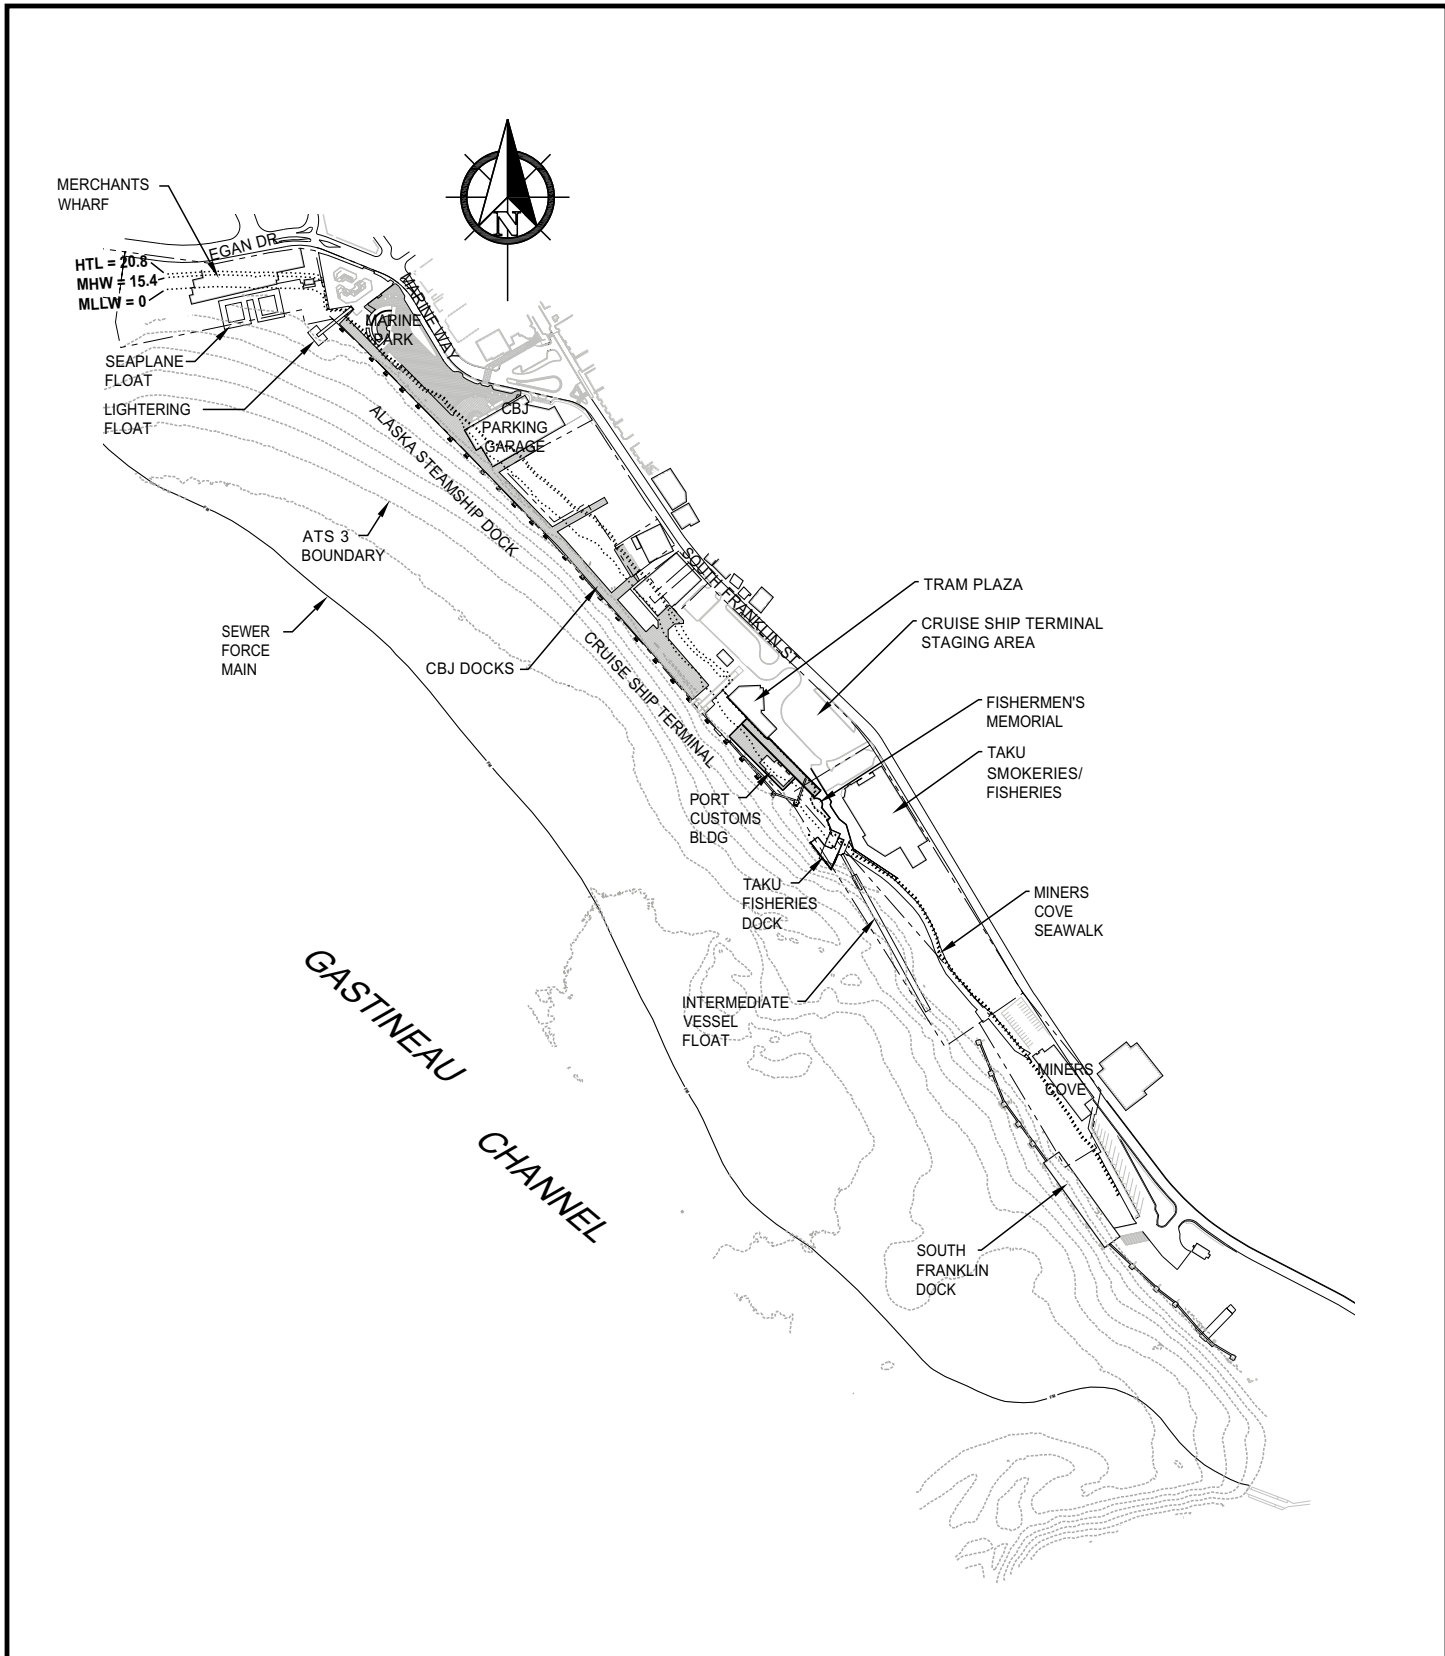 N
MERCHANTS
WHARF
EGAN DR
HTL = 20.8
MHW = 15.4
MLLW = 0
MARINE WAY
MARINE
PARK
SEAPLANE
FLOAT
LIGHTERING
FLOAT
CBJ
PARKING
GARAGE
ALASKA STEAMSHIP DOCK
ATS 3
BOUNDARY
SEWER
FORCE
MAIN
CBJ DOCKS
CRUISE SHIP TERMINAL
SOUTH FRANKLIN ST
TRAM PLAZA
CRUISE SHIP TERMINAL
STAGING AREA
FISHERMEN'S
MEMORIAL
TAKU
SMOKERIES/
FISHERIES
PORT
CUSTOMS
BLDG
TAKU
FISHERIES
DOCK
MINERS
COVE
SEAWALK
INTERMEDIATE
VESSEL
FLOAT
GASTINEAU
CHANNEL
MINERS
COVE
SOUTH
FRANKLIN
DOCK